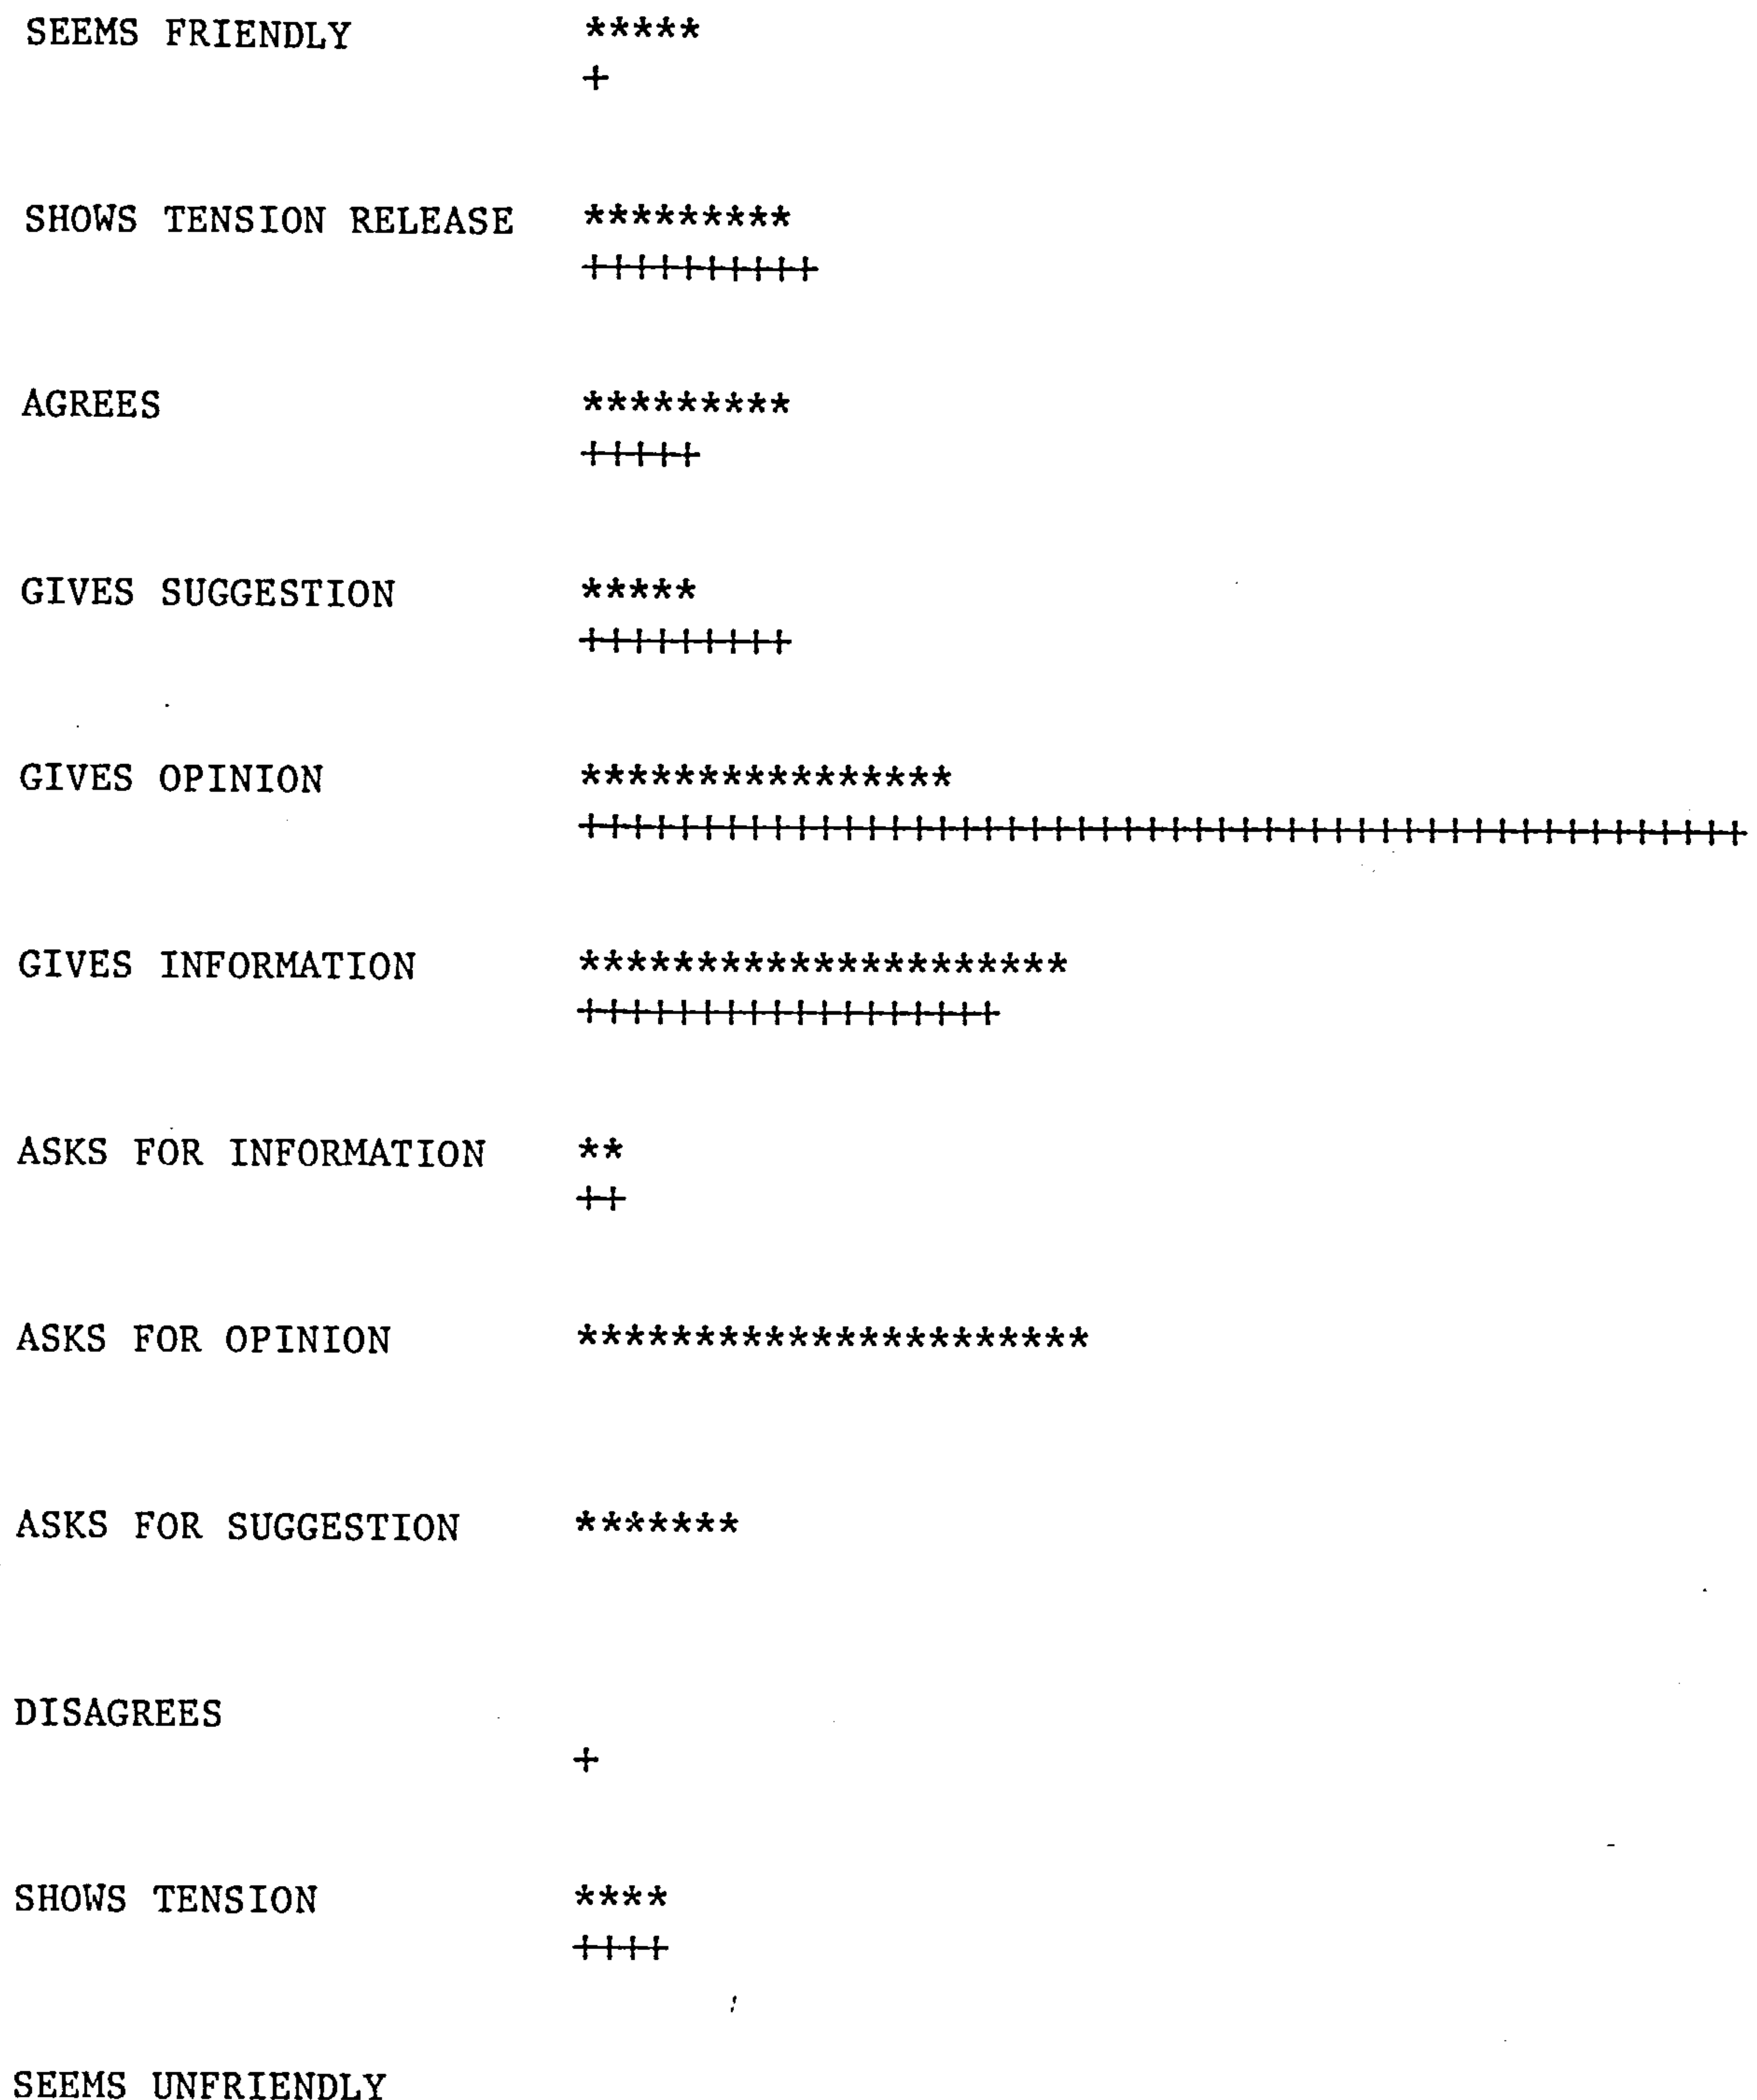 SEEMS FRIENDLY *****
+
SHOWS TENSION RELEASE *********
++++++++++
AGREES *********
+++++
GIVES SUGGESTION *****
+++++++++
GIVES OPINION ****************
++++++++++++++++++++++++++++++++++++++++++++++++++
GIVES INFORMATION *********************
++++++++++++++++++
ASKS FOR INFORMATION **
++
ASKS FOR OPINION **********************
ASKS FOR SUGGESTION *******
DISAGREES
+
SHOWS TENSION ****
++++
SEEMS UNFRIENDLY